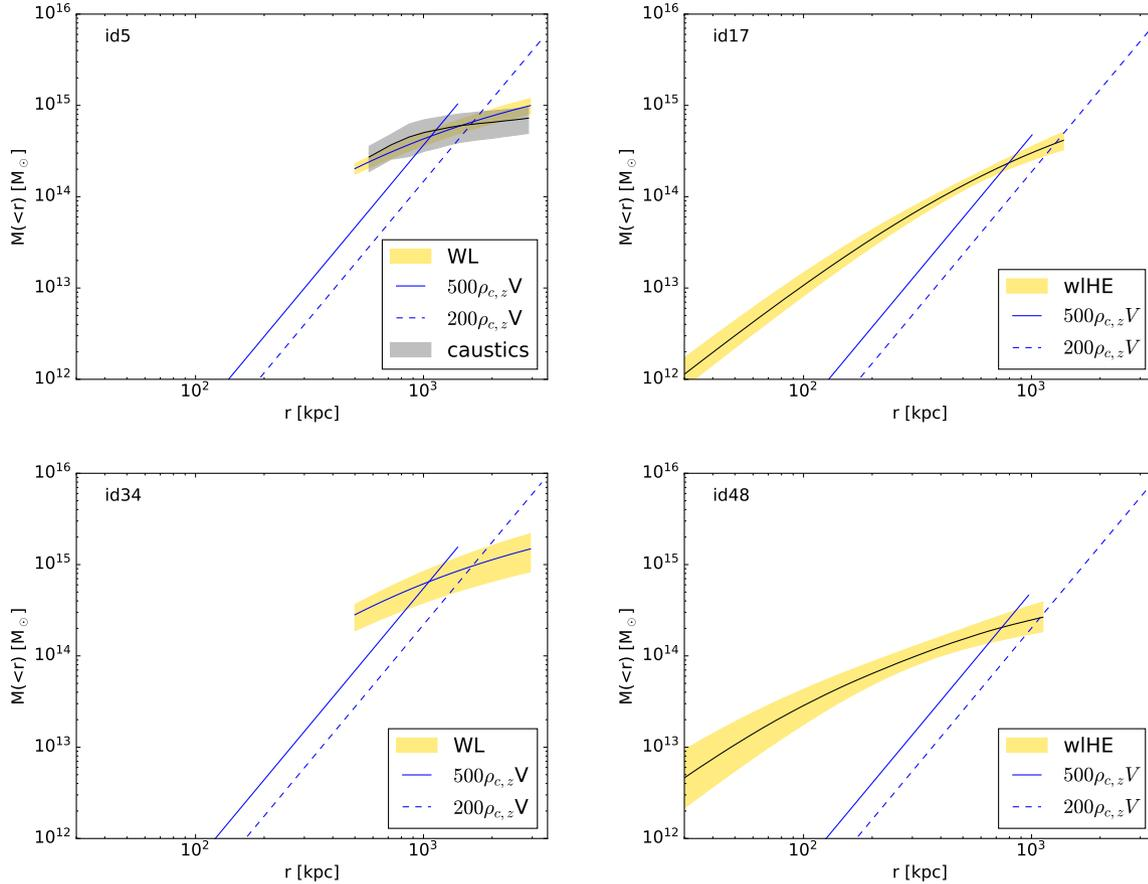 id5
10^16
10^15
10^14
10^13
10^12
M(<r) [M_⊙]
10^2
10^3
r [kpc]
WL
500ρ_{c,z}V
200ρ_{c,z}V
caustics
id17
10^16
10^15
10^14
10^13
10^12
M(<r) [M_⊙]
10^2
10^3
r [kpc]
wlHE
500ρ_{c,z}V
200ρ_{c,z}V
id34
10^16
10^15
10^14
10^13
10^12
M(<r) [M_⊙]
10^2
10^3
r [kpc]
WL
500ρ_{c,z}V
200ρ_{c,z}V
id48
10^16
10^15
10^14
10^13
10^12
M(<r) [M_⊙]
10^2
10^3
r [kpc]
wlHE
500ρ_{c,z}V
200ρ_{c,z}V